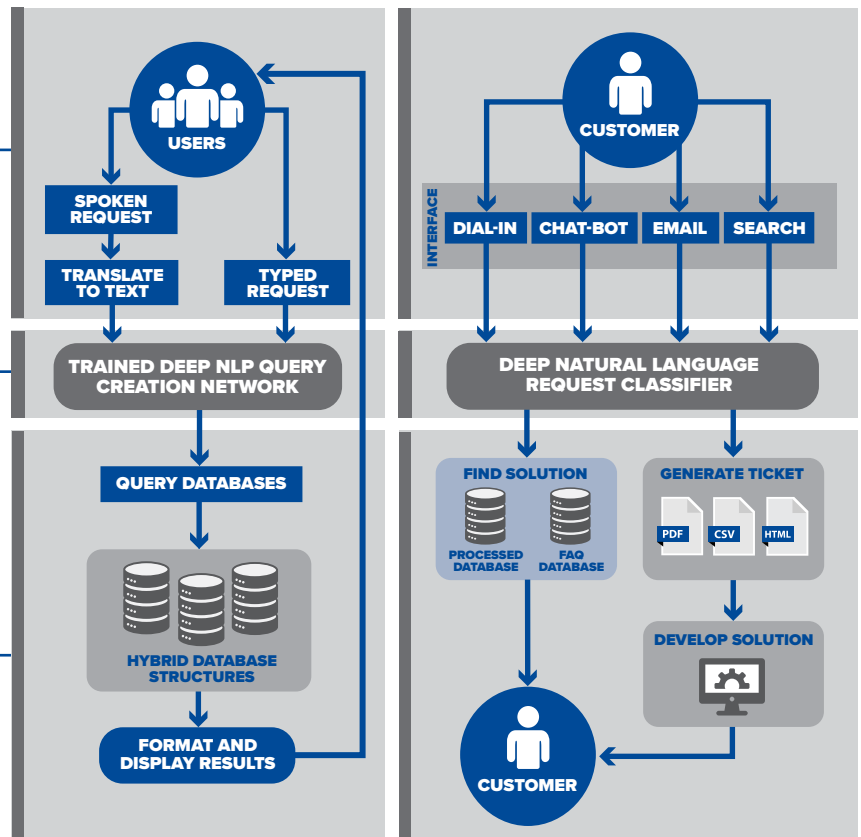 USERS
SPOKEN
REQUEST
TRANSLATE
TO TEXT
TYPED
REQUEST
TRAINED DEEP NLP QUERY
CREATION NETWORK
QUERY DATABASES
HYBRID DATABASE
STRUCTURES
FORMAT AND
DISPLAY RESULTS
CUSTOMER
INTERFACE
DIAL-IN
CHAT-BOT
EMAIL
SEARCH
DEEP NATURAL LANGUAGE
REQUEST CLASSIFIER
FIND SOLUTION
PROCESSED
DATABASE
FAQ
DATABASE
GENERATE TICKET
PDF
CSV
HTML
DEVELOP SOLUTION
CUSTOMER